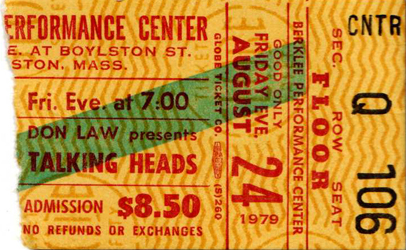 ERFORMANCE CENTER
E. AT BOYLSTON ST.
STON, MASS.
Fri. Eve. at 7:00
DON LAW presents
TALKING HEADS
ADMISSION $8.50
NO REFUNDS OR EXCHANGES
GLOBE TICKET CO. (S)260
AUGUST 24
FRIDAY EVE.
1979
GOOD ONLY
BERKLEE PERFORMANCE CENTER
SEC. ROW SEAT
FLOOR
CNTR Q 106